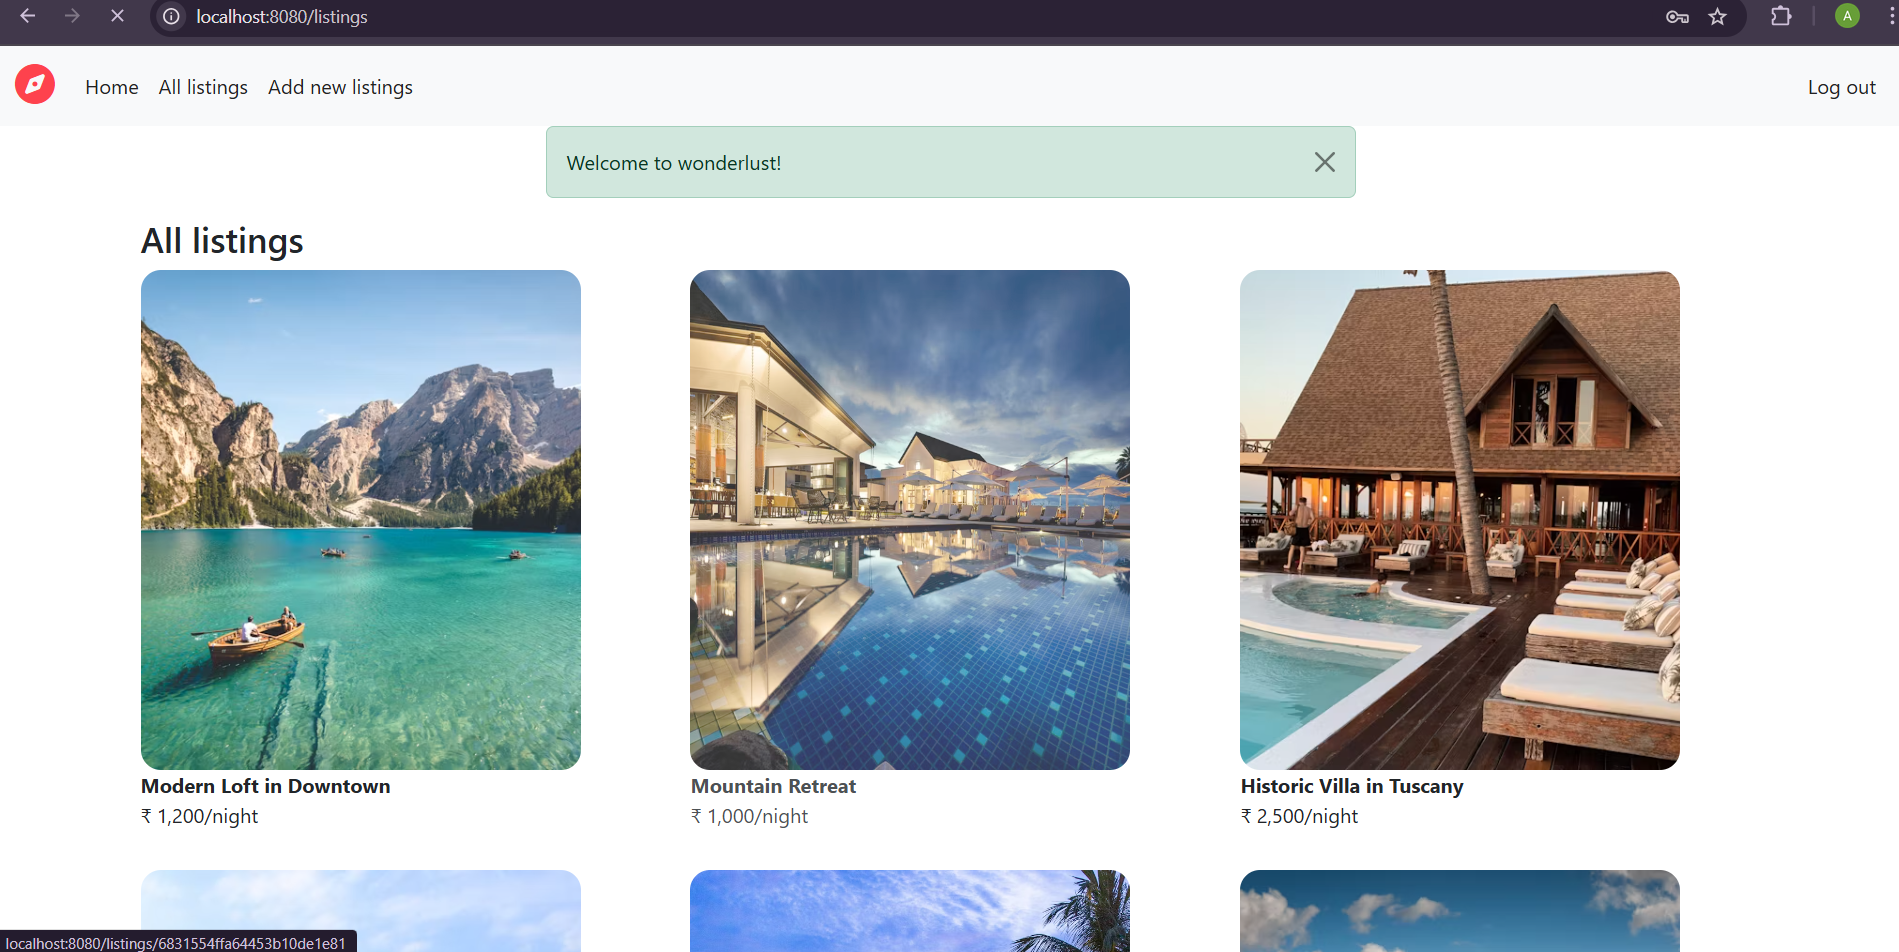 localhost:8080/listings
A
Home All listings Add new listings Log out
Welcome to wonderlust!
All listings
Modern Loft in Downtown
₹ 1,200/night
Mountain Retreat
₹ 1,000/night
Historic Villa in Tuscany
₹ 2,500/night
localhost:8080/listings/6831554ffa64453b10de1e81